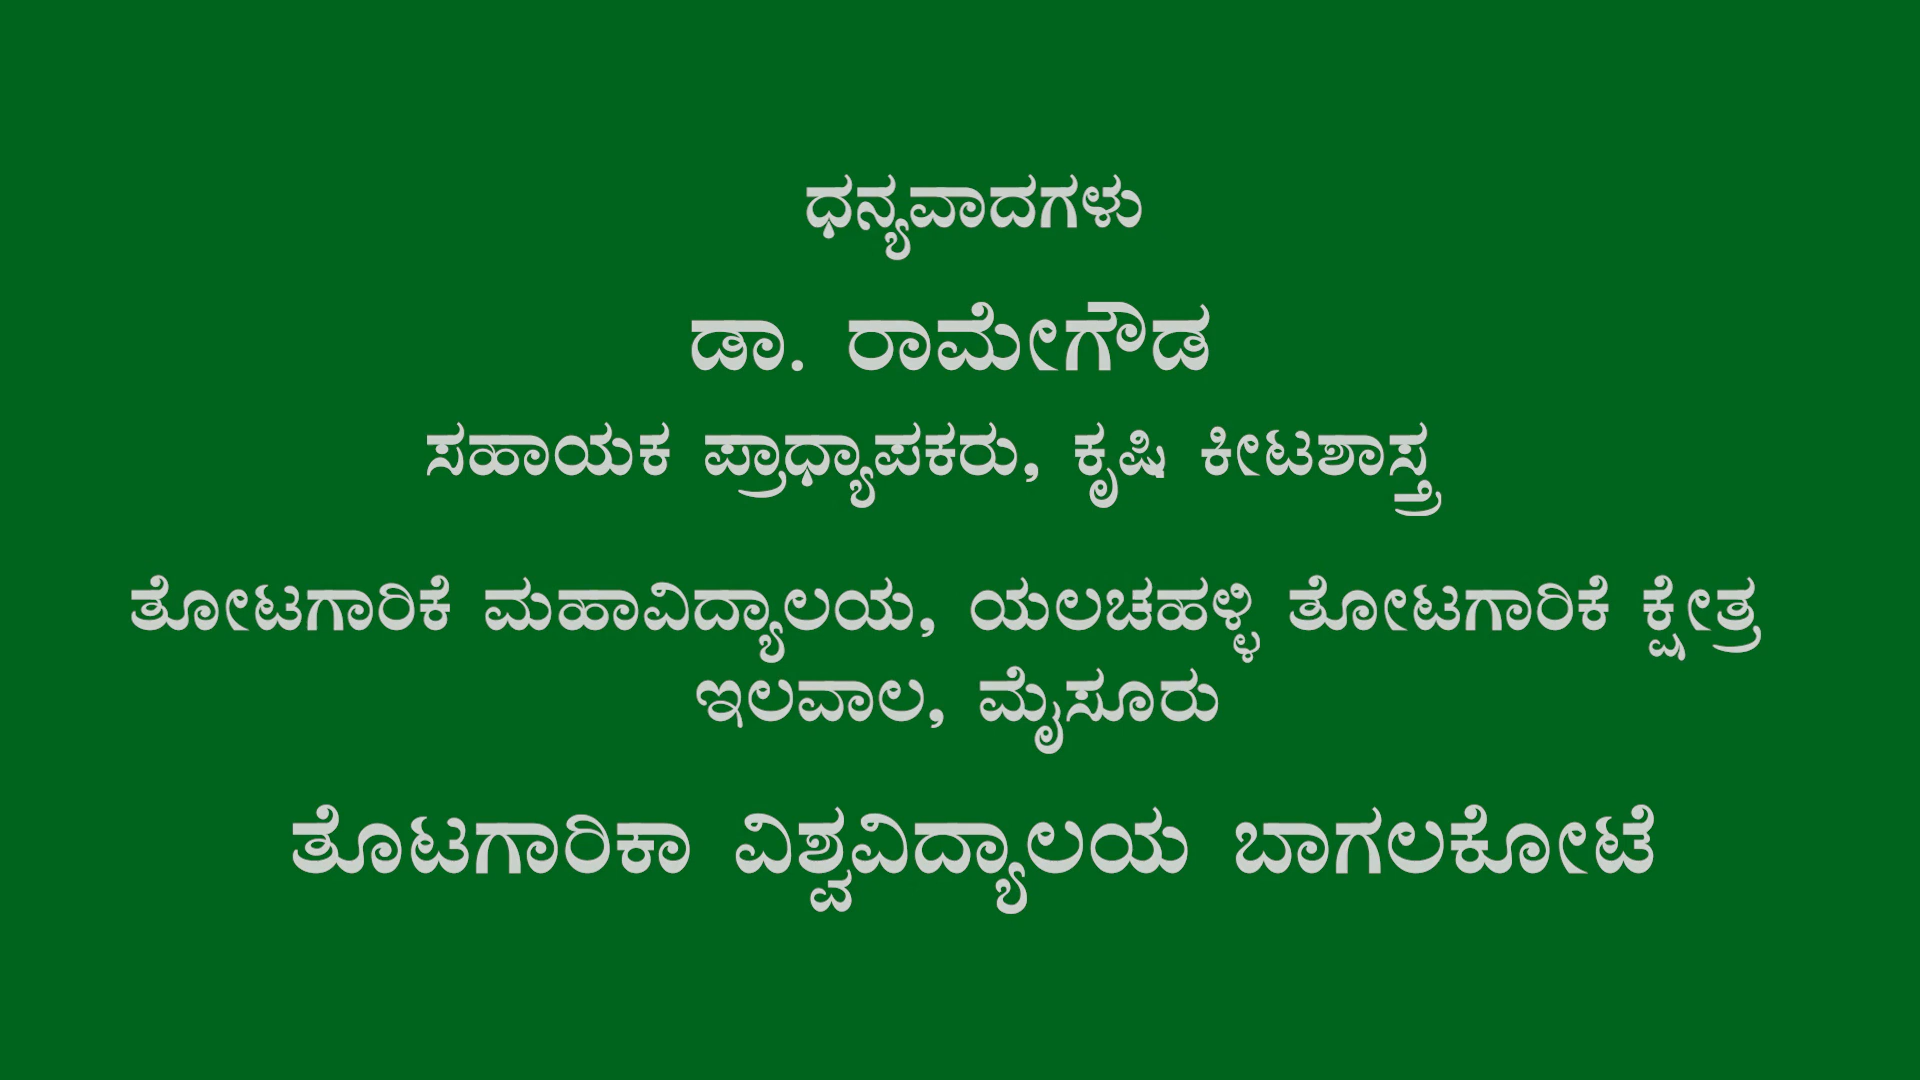 ಧನ್ಯವಾದಗಳು
ಡಾ. ರಾಮೇಗೌಡ
ಸಹಾಯಕ ಪ್ರಾಧ್ಯಾಪಕರು, ಕೃಷಿ ಕೀಟಶಾಸ್ತ್ರ
ತೋಟಗಾರಿಕೆ ಮಹಾವಿದ್ಯಾಲಯ, ಯಲಚಹಳ್ಳಿ ತೋಟಗಾರಿಕೆ ಕ್ಷೇತ್ರ
ಇಲವಾಲ, ಮೈಸೂರು
ತೊಟಗಾರಿಕಾ ವಿಶ್ವವಿದ್ಯಾಲಯ ಬಾಗಲಕೋಟೆ